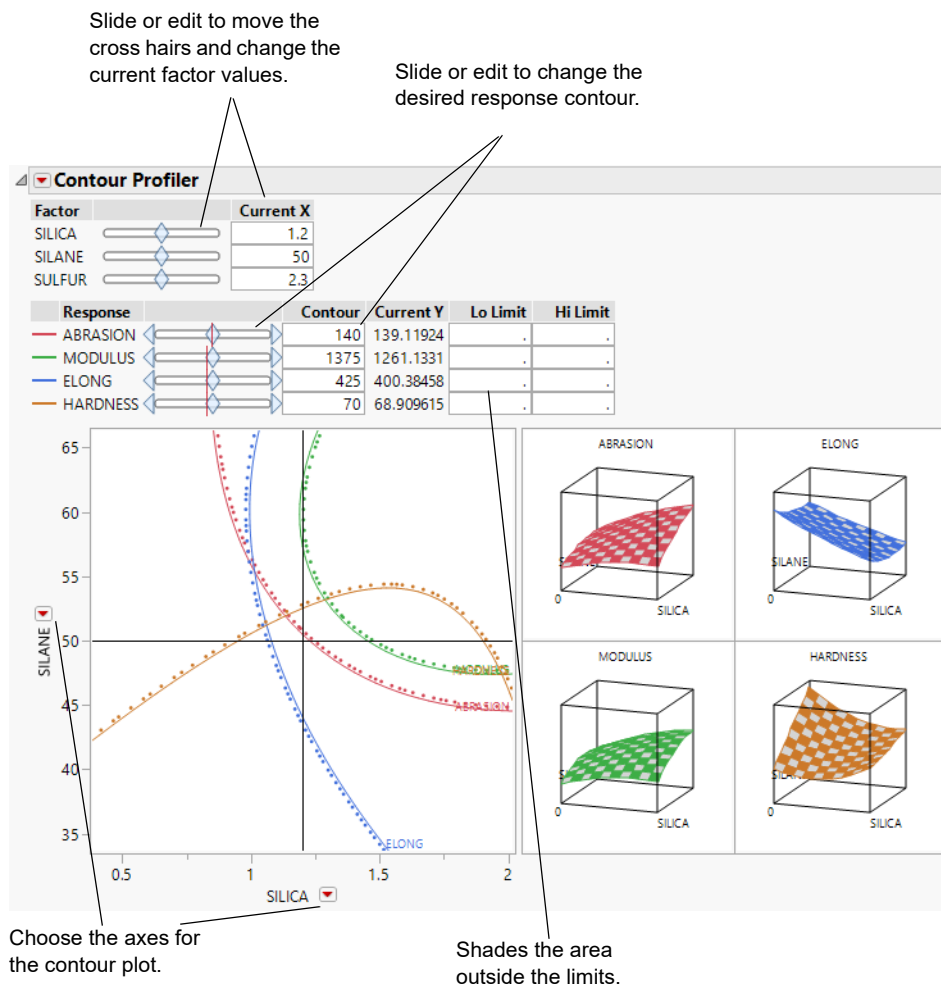 Slide or edit to move the
cross hairs and change the
current factor values.
Slide or edit to change the
desired response contour.
Contour Profiler
Factor Current X
SILICA 1.2
SILANE 50
SULFUR 2.3
Response Contour Current Y Lo Limit Hi Limit
ABRASION 140 139.11924 . .
MODULUS 1375 1261.1331 . .
ELONG 425 400.38458 . .
HARDNESS 70 68.909615 . .
65
60
55
50
45
40
35
SILANE
ABRASION
ELONG
0.5 1 1.5 2
SILICA
ABRASION
SILICA
0
ELONG
SILANE
SILICA
0
MODULUS
SILICA
0
HARDNESS
SILICA
0
Choose the axes for
the contour plot.
Shades the area
outside the limits.